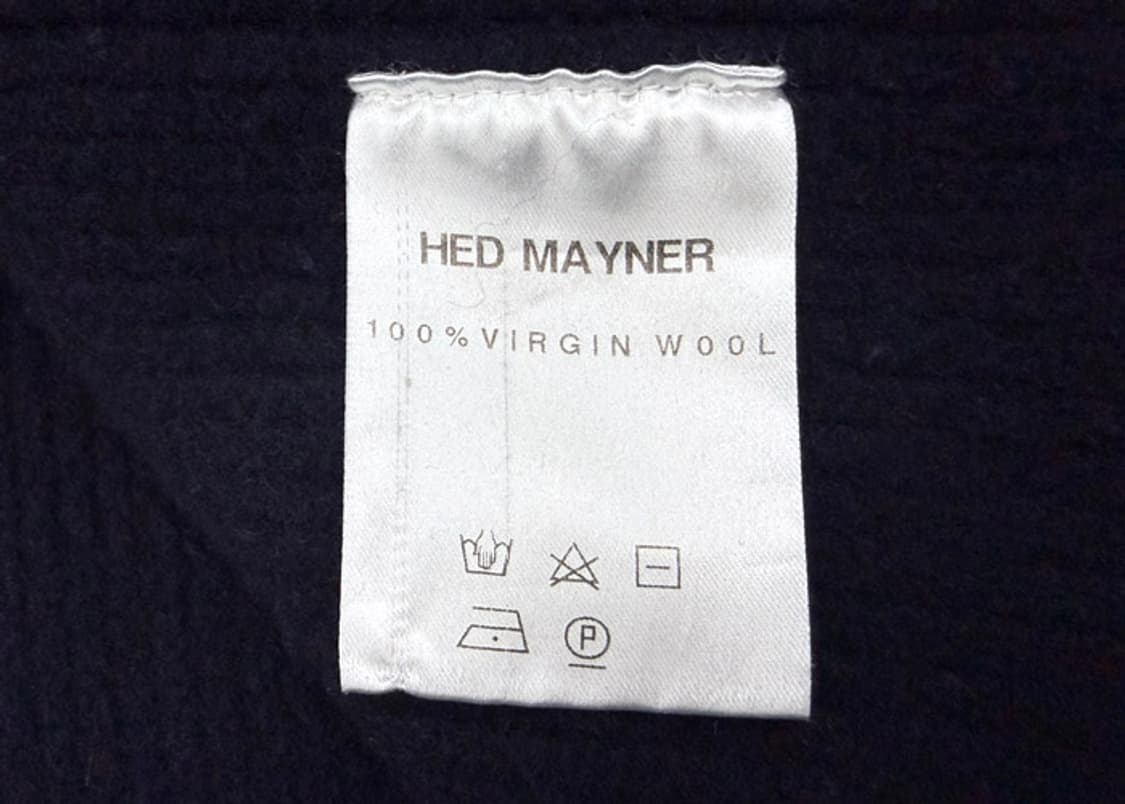 HED MAYNER
100% VIRGIN WOOL
P